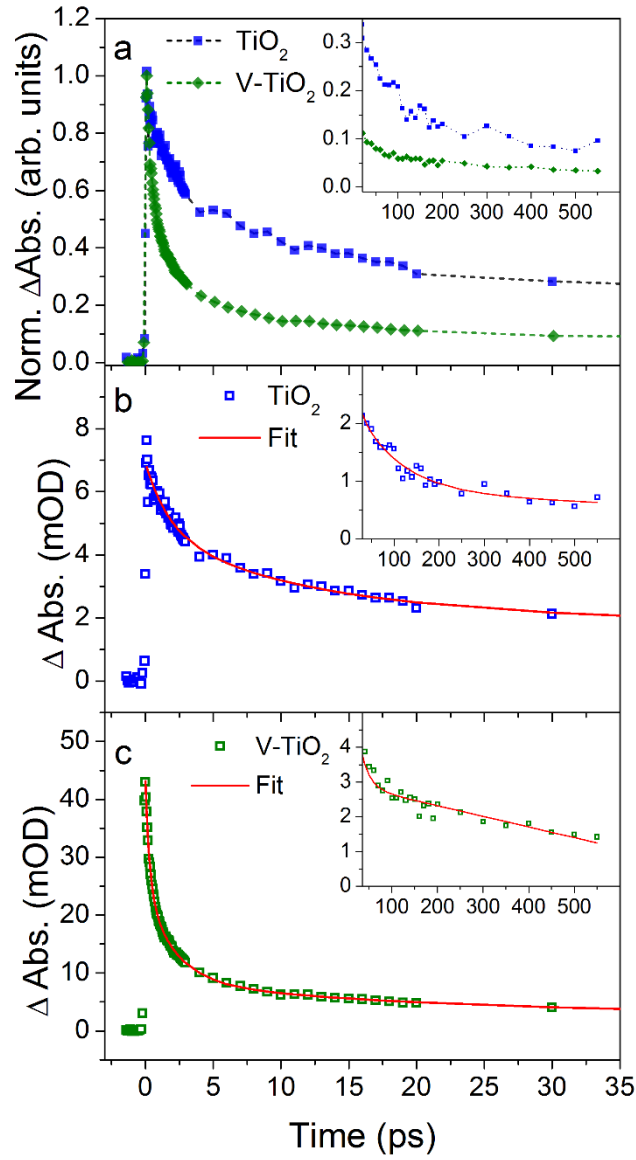 a
TiO2
V-TiO2
Norm. ΔAbs. (arb. units)
1.0
0.8
0.6
0.4
0.2
0.0
0.3
0.2
0.1
0.0
100 200 300 400 500
b
TiO2
Fit
Δ Abs. (mOD)
8
6
4
2
0
2
1
0
100 200 300 400 500
c
V-TiO2
Fit
Δ Abs. (mOD)
50
40
30
20
10
0
4
3
2
1
0
100 200 300 400 500
0 5 10 15 20 25 30 35
Time (ps)